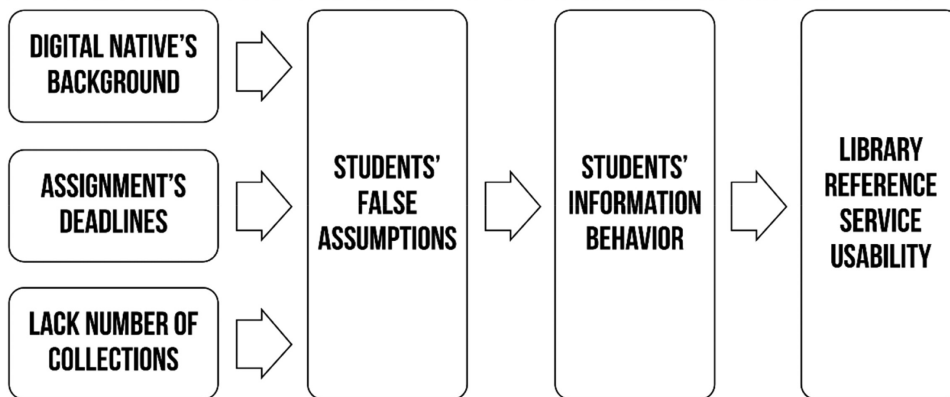 DIGITAL NATIVE'S
BACKGROUND
ASSIGNMENT'S
DEADLINES
LACK NUMBER OF
COLLECTIONS
STUDENTS'
FALSE
ASSUMPTIONS
STUDENTS'
INFORMATION
BEHAVIOR
LIBRARY
REFERENCE
SERVICE
USABILITY